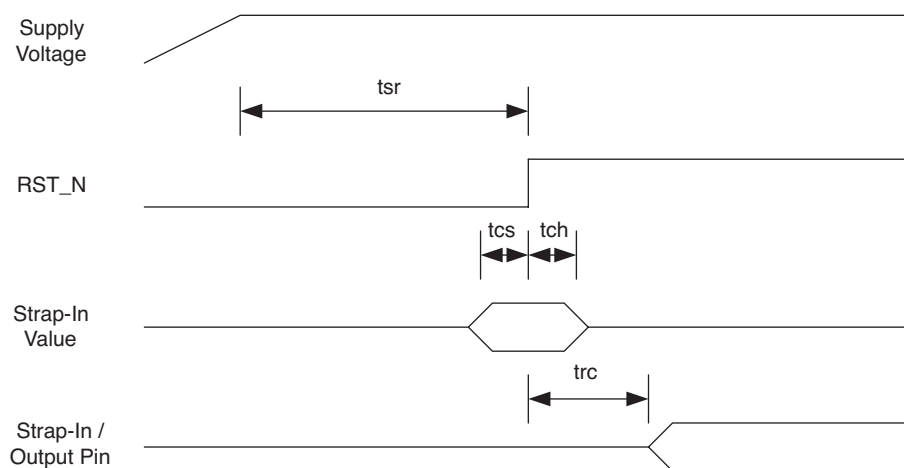 Supply
Voltage
tsr
RST_N
tcs
tch
Strap-In
Value
trc
Strap-In /
Output Pin